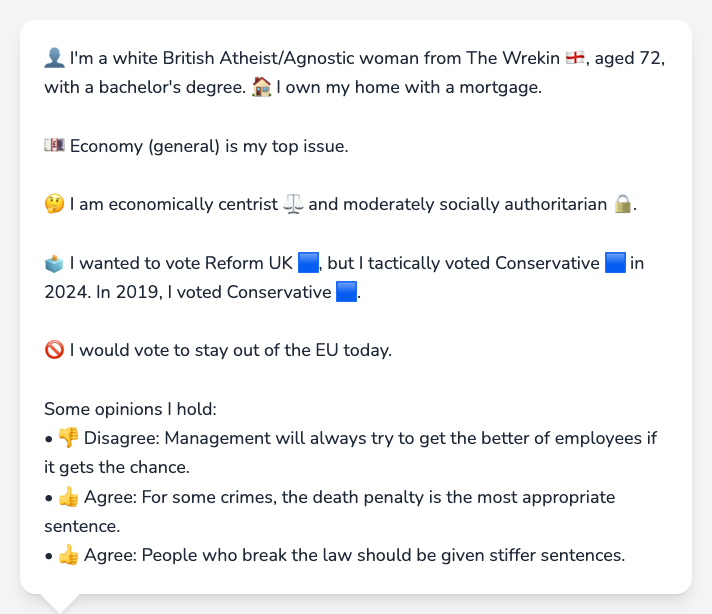 👤 I'm a white British Atheist/Agnostic woman from The Wrekin 🏴󠁧󠁢󠁥󠁮󠁧󠁿, aged 72,
with a bachelor's degree. 🏠 I own my home with a mortgage.
💷 Economy (general) is my top issue.
🤔 I am economically centrist ⚖️ and moderately socially authoritarian 🔒.
🗳️ I wanted to vote Reform UK 🟦, but I tactically voted Conservative 🟦 in
2024. In 2019, I voted Conservative 🟦.
🚫 I would vote to stay out of the EU today.
Some opinions I hold:
• 👎 Disagree: Management will always try to get the better of employees if
it gets the chance.
• 👍 Agree: For some crimes, the death penalty is the most appropriate
sentence.
• 👍 Agree: People who break the law should be given stiffer sentences.